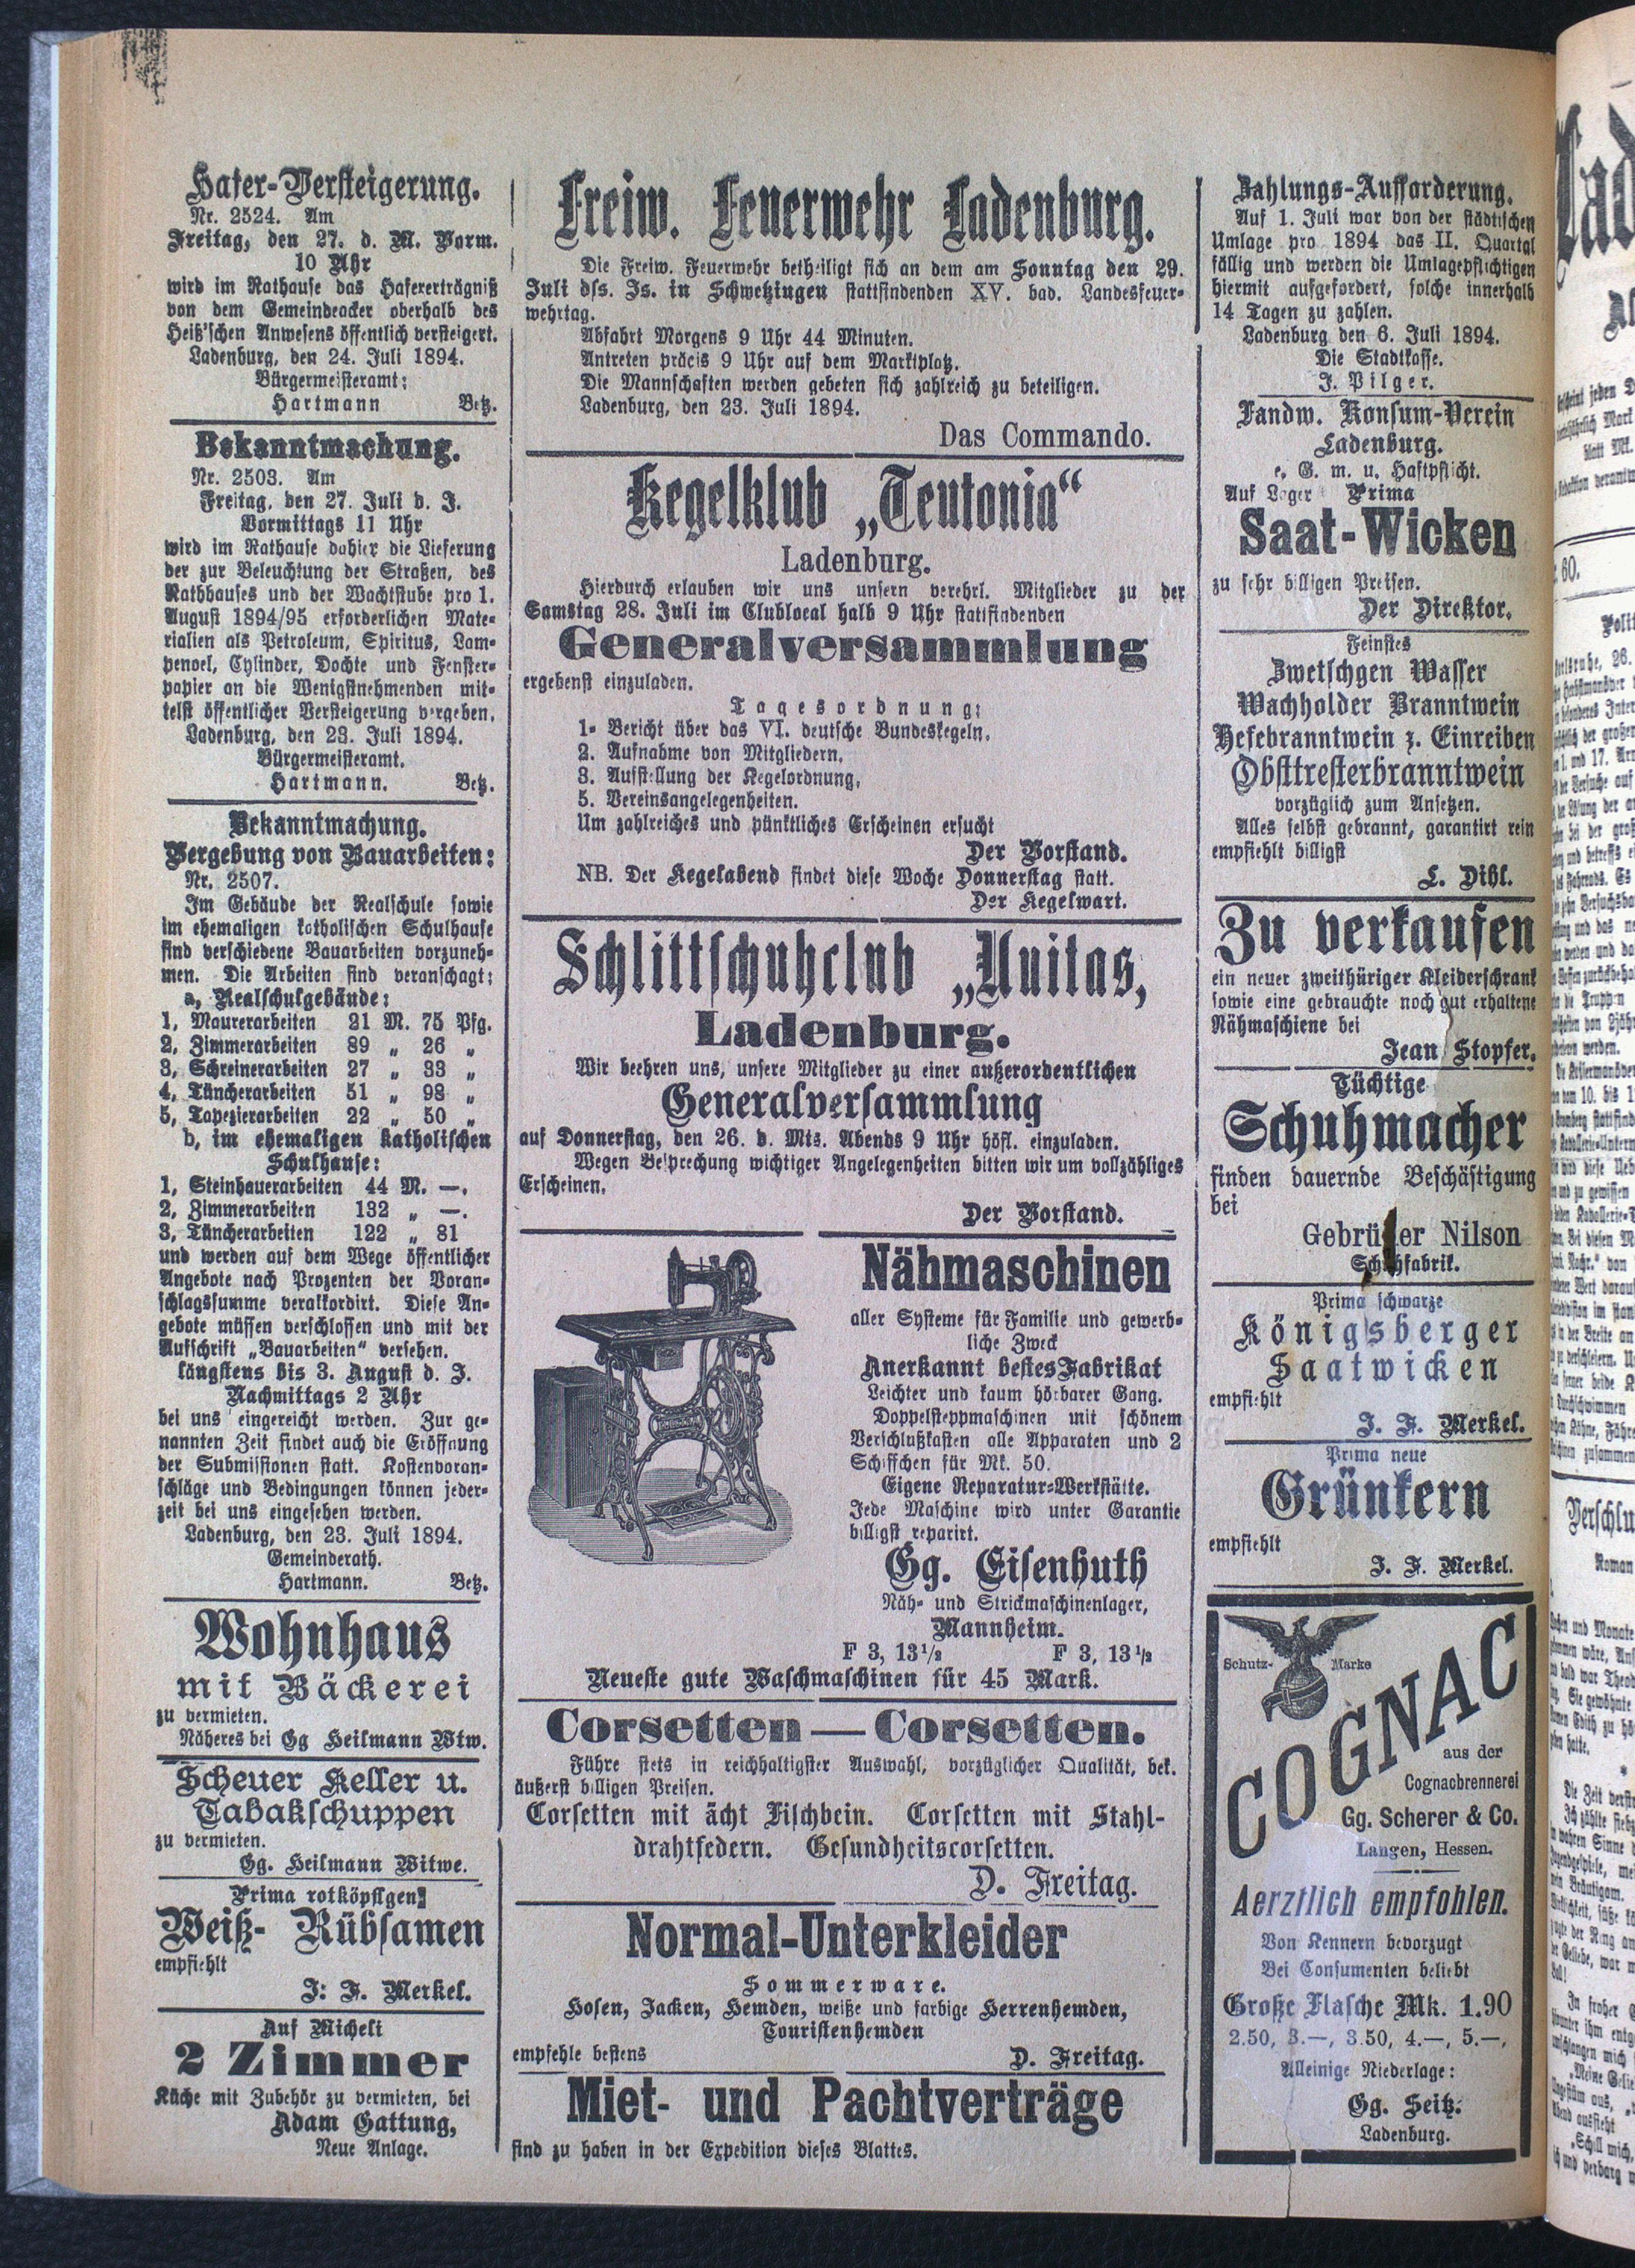 Hafer-Versteigerung.
Nr. 2524. Am
Freitag, den 27. d. M. Vorm.
10 Uhr
wird im Rathause das Haferertägniß
von dem Gemeindeacker oberhalb des
Heiß'schen Anwesens öffentlich versteigert.
Ladenburg, den 24. Juli 1894.
Bürgermeisteramt:
Hartmann Betz.
Bekanntmachung.
Nr. 2503. Am
Freitag, den 27. Juli d. J.
Vormittags 11 Uhr
wird im Rathause dahier die Lieferung
der zur Beleuchtung der Straßen, des
Rathhauses und der Wachtstube pro 1.
August 1894/95 erforderlichen Mate-
rialien als Petroleum, Spiritus, Lam-
penoel, Cylinder, Dochte und Fenster-
papier an die Wenigstnehmenden mit-
telst öffentlicher Versteigerung vergeben.
Ladenburg, den 23. Juli 1894.
Bürgermeisteramt.
Hartmann. Betz.
Bekanntmachung.
Vergebung von Bauarbeiten:
Nr. 2507.
Im Gebäude der Realschule sowie
im ehemaligen katholischen Schulhause
sind verschiedene Bauarbeiten vorzuneh-
men. Die Arbeiten sind veranschagt:
a, Realschulgebäude:
1, Maurerarbeiten 21 M. 75 Pfg.
2, Zimmerarbeiten 89 „ 26 „
3, Schreinerarbeiten 27 „ 33 „
4, Tüncherarbeiten 51 „ 98 „
5, Tapezierarbeiten 22 „ 50 „
b, im ehemaligen katholischen
Schulhause:
1, Steinhauerarbeiten 44 M. —.
2, Zimmerarbeiten 132 „ —.
3, Tüncherarbeiten 122 „ 81
und werden auf dem Wege öffentlicher
Angebote nach Prozenten der Voran-
schlagssumme verakkordirt. Diese An-
gebote müssen verschlossen und mit der
Aufschrift „Bauarbeiten“ versehen.
längstens bis 3. August d. J.
Nachmittags 2 Uhr
bei uns eingereicht werden. Zur ge-
nannten Zeit findet auch die Eröffnung
der Submissionen statt. Kostenvoran-
schläge und Bedingungen können jeder-
zeit bei uns eingesehen werden.
Ladenburg, den 23. Juli 1894.
Gemeinderath.
Hartmann. Betz.
Wohnhaus
mit Bäckerei
zu vermieten.
Näheres bei Gg Heilmann Wtw.
Scheuer Keller u.
Tabakschuppen
zu vermieten.
Gg. Heilmann Witwe.
Prima rotköpfigen
Weiß- Rübsamen
empfiehlt
J: F. Merkel.
Auf Micheli
2 Zimmer
Küche mit Zubehör zu vermieten, bei
Adam Gattung,
Neue Anlage.
Freiw. Feuerwehr Ladenburg.
Die Freiw. Feuerwehr betheiligt sich an dem am Sonntag den 29.
Juli dss. Js. in Schwetzingen stattfindenden XV. bad. Landesfeuer-
wehrtag.
Abfahrt Morgens 9 Uhr 44 Minuten.
Antreten präcis 9 Uhr auf dem Marktplatz.
Die Mannschaften werden gebeten sich zahlreich zu beteiligen.
Ladenburg, den 23. Juli 1894.
Das Commando.
Kegelklub „Teutonia“
Ladenburg.
Hierdurch erlauben wir uns unsern verehrl. Mitglieder zu der
Samstag 28. Juli im Clublocal halb 9 Uhr stattfindenden
Generalversammlung
ergebenst einzuladen.
Tagesordnung:
1. Bericht über das VI. deutsche Bundeskegeln.
2. Aufnahme von Mitgliedern.
3. Aufstellung der Kegelordnung.
5. Vereinsangelegenheiten.
Um zahlreiches und pünktliches Erscheinen ersucht
Der Vorstand.
NB. Der Kegelabend findet diese Woche Donnerstag statt.
Der Kegelwart.
Schlittschuhclub „Unitas,
Ladenburg.
Wir beehren uns, unsere Mitglieder zu einer außerordentlichen
Generalversammlung
auf Donnerstag, den 26. d. Mts. Abends 9 Uhr höfl. einzuladen.
Wegen Besprechung wichtiger Angelegenheiten bitten wir um vollzähliges
Erscheinen.
Der Vorstand.
Nähmaschinen
aller Systeme für Familie und gewerb-
liche Zweck
Anerkannt bestes Fabrikat
Leichter und kaum hörbarer Gang.
Doppelsteppmaschinen mit schönem
Verschlußkasten alle Apparaten und 2
Schiffchen für Mk. 50.
Eigene Reparatur-Werkstätte.
Jede Maschine wird unter Garantie
billigst reparirt.
Gg. Eisenhuth
Näh- und Strickmaschinenlager,
Mannheim.
F 3, 13½ F 3, 13½
Neueste gute Waschmaschinen für 45 Mark.
Corsetten — Corsetten.
Führe stets in reichhaltigster Auswahl, vorzüglicher Qualität, bek.
äußerst billigen Preisen.
Corsetten mit ächt Fischbein. Corsetten mit Stahl-
drahtfedern. Gesundheitscorsetten.
D. Freitag.
Normal-Unterkleider
Sommerware.
Hosen, Jacken, Hemden, weiße und farbige Herrenhemden,
Touristenhemden
empfehle bestens
D. Freitag.
Miet- und Pachtverträge
sind zu haben in der Expedition dieses Blattes.
Zahlungs-Aufforderung.
Auf 1. Juli war von der städtischen
Umlage pro 1894 das II. Quartal
fällig und werden die Umlagepflichtigen
hiermit aufgefordert, solche innerhalb
14 Tagen zu zahlen.
Ladenburg den 6. Juli 1894.
Die Stadtkasse.
J. Pilger.
Landw. Konsum-Verein
Ladenburg.
e. G. m. u. Haftpflicht.
Auf Lager Prima
Saat-Wicken
zu sehr billigen Preisen.
Der Direktor.
Feinstes
Zwetschgen Wasser
Wachholder Branntwein
Hefebranntwein z. Einreiben
Obsttresterbranntwein
vorzüglich zum Ansetzen.
Alles selbst gebrannt, garantirt rein
empfiehlt billigst
L. Dihl.
Zu verkaufen
ein neuer zweithüriger Kleiderschrank
sowie eine gebrauchte noch gut erhaltene
Nähmaschiene bei
Jean Stopfer.
Tüchtige
Schuhmacher
finden dauernde Beschäftigung
bei
Gebrüder Nilson
Schuhfabrik.
Prima schwarze
Königsberger
Saatwicken
empfiehlt
J. F. Merkel.
Prima neue
Grünkern
empfiehlt
J. F. Merkel.
Schutz- Marke
COGNAC
aus der
Cognacbrennerei
Gg. Scherer & Co.
Langen, Hessen.
Aerztlich empfohlen.
Von Kennern bevorzugt
Bei Consumenten beliebt
Große Flasche Mk. 1.90
2.50, 3.—, 3.50, 4.—, 5.—,
Alleinige Niederlage:
Gg. Seitz.
Ladenburg.